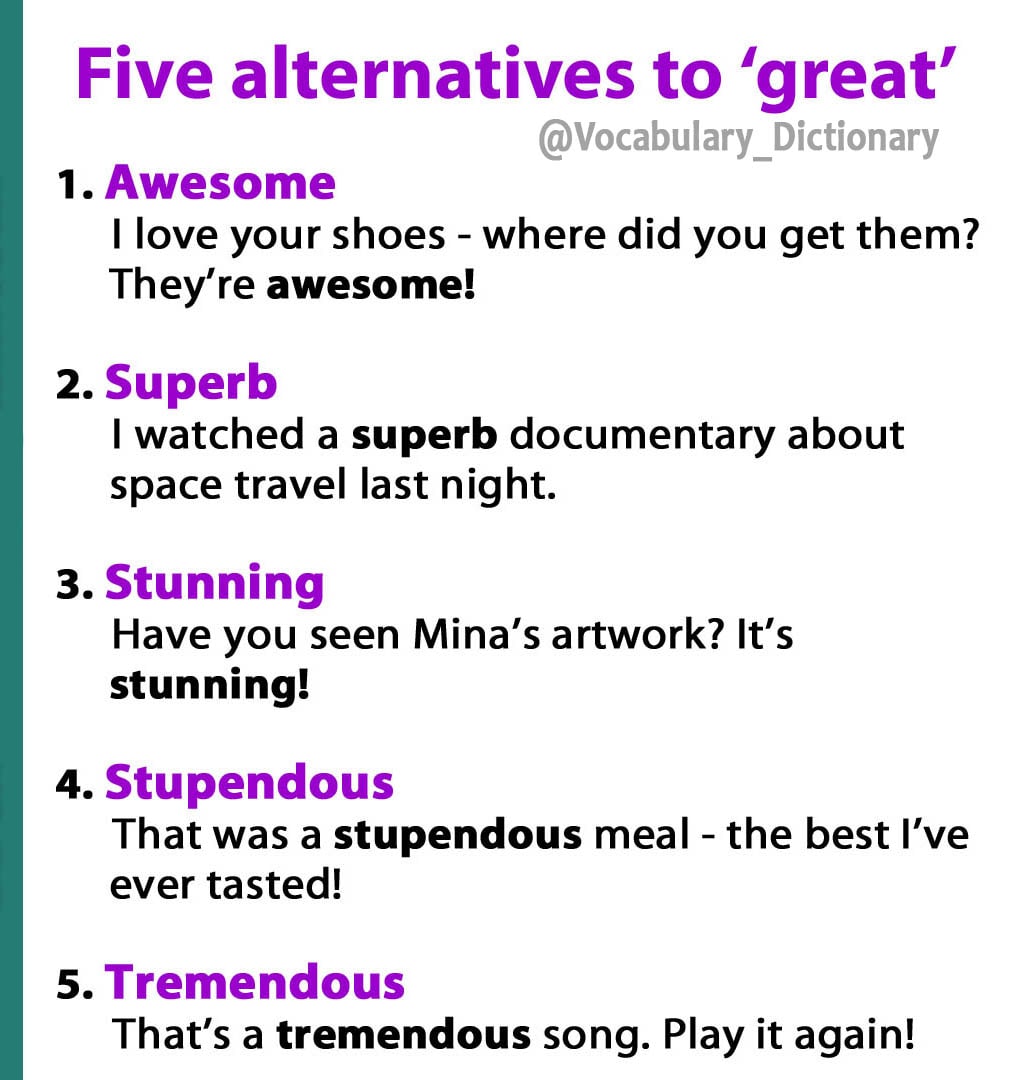 Five alternatives to ‘great’
@Vocabulary_Dictionary
1. Awesome
I love your shoes - where did you get them?
They’re awesome!
2. Superb
I watched a superb documentary about
space travel last night.
3. Stunning
Have you seen Mina’s artwork? It’s
stunning!
4. Stupendous
That was a stupendous meal - the best I’ve
ever tasted!
5. Tremendous
That’s a tremendous song. Play it again!